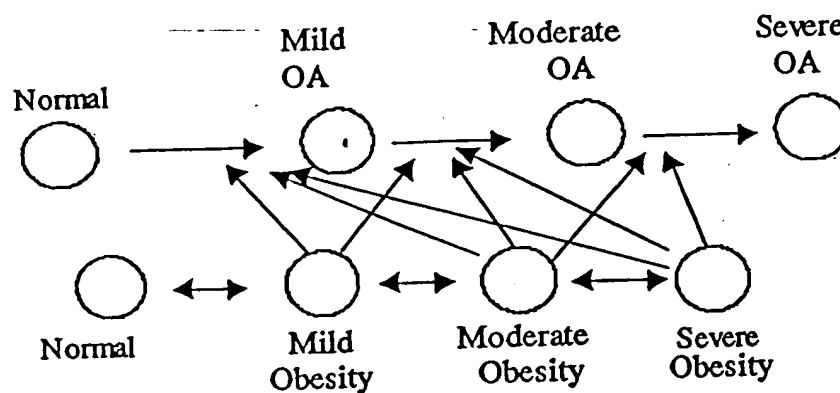 Normal
Mild
OA
Moderate
OA
Severe
OA
Normal
Mild
Obesity
Moderate
Obesity
Severe
Obesity